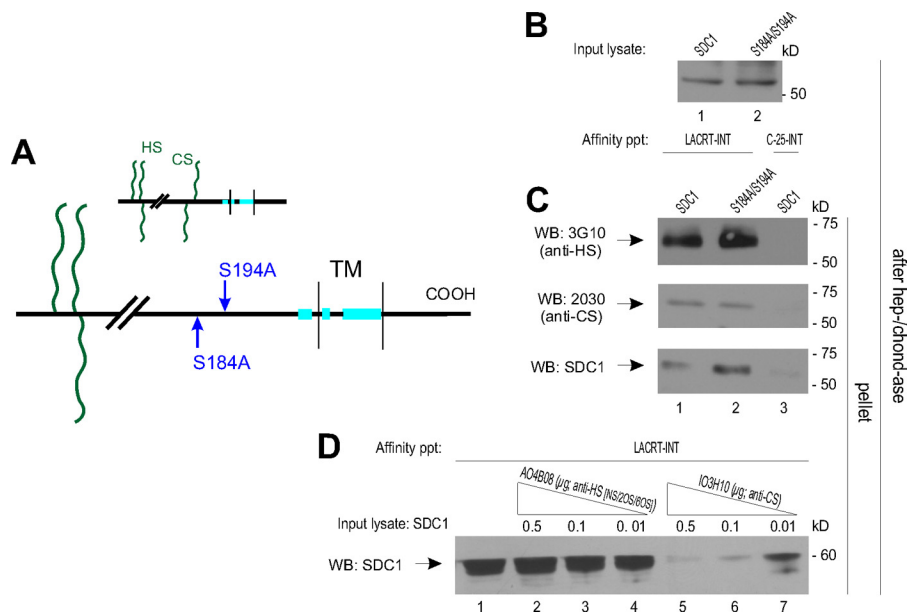 A
HS
CS
S194A
TM
COOH
S184A
B
Input lysate:
SDC1
S184A/S194A
kD
- 50
1 2
Affinity ppt:
LACRT-INT
C-25-INT
C
SDC1
S184A/S194A
SDC1
kD
WB: 3G10
(anti-HS)
- 75
- 50
WB: 2030
(anti-CS)
- 75
- 50
WB: SDC1
- 75
- 50
1 2 3
pellet
after hep-/chond-ase
D
Affinity ppt:
LACRT-INT
AO4B08 (µg; anti-HS [NS/2OS/6OS])
IO3H10 (µg; anti-CS)
Input lysate: SDC1
0.5 0.1 0. 01 0.5 0.1 0.01 kD
WB: SDC1
- 60
1 2 3 4 5 6 7